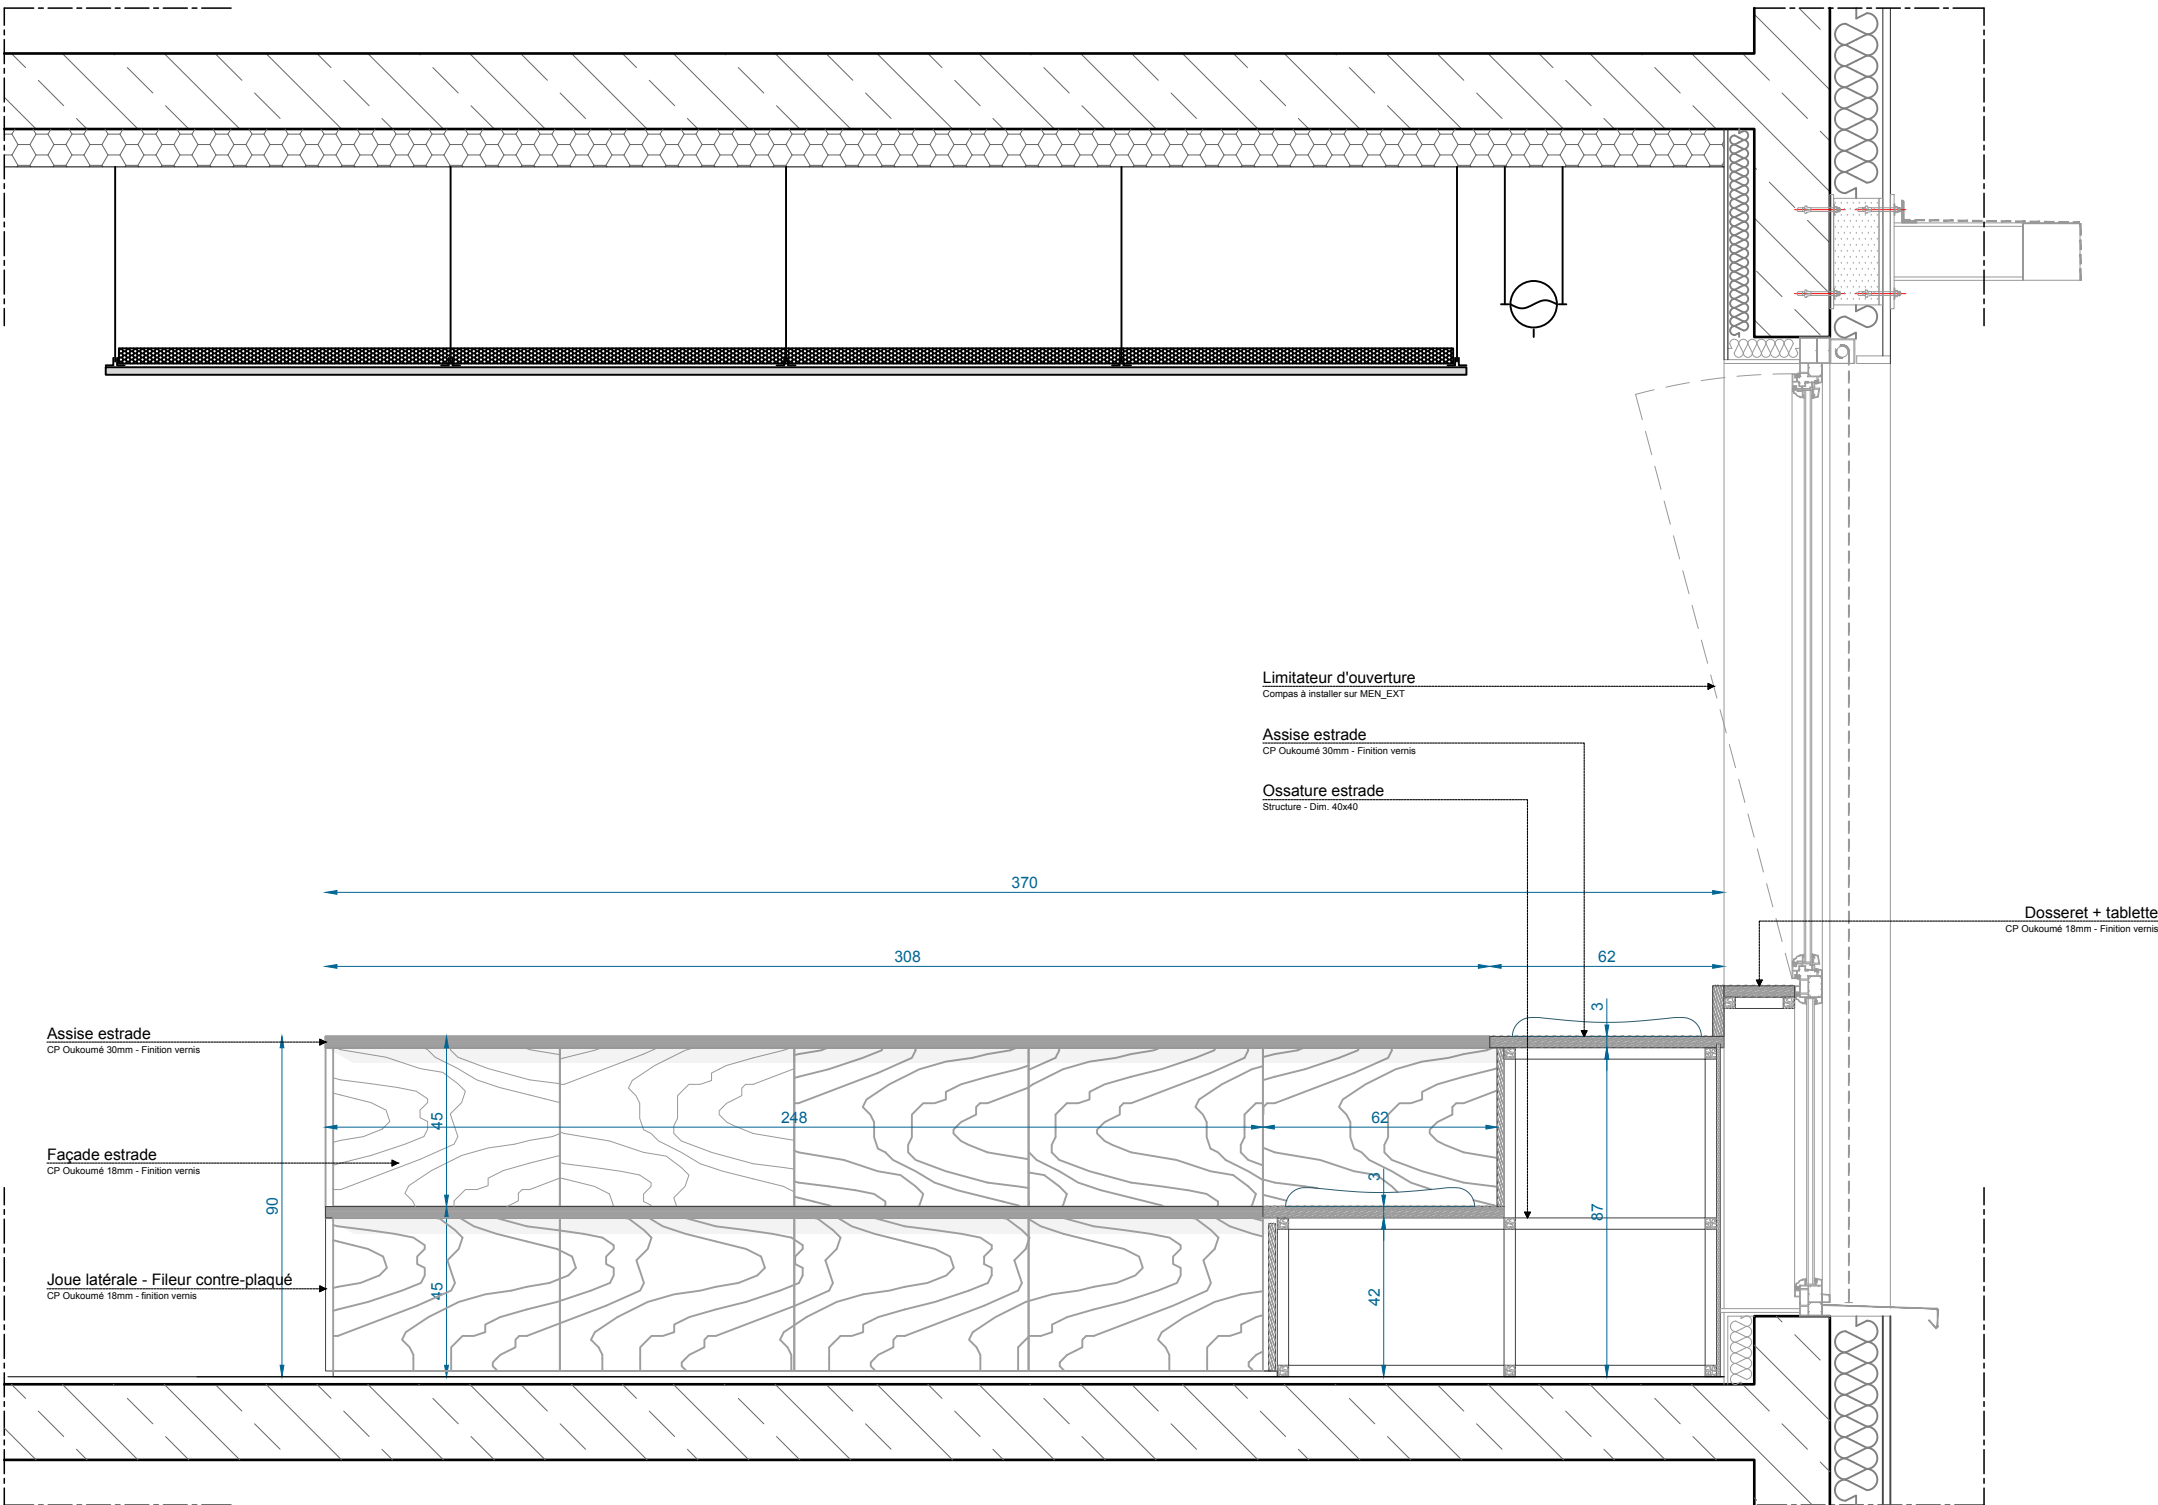 Limitateur d'ouverture
Compas à installer sur MEN_EXT
Assise estrade
CP Oukoumé 30mm - Finition vernis
Ossature estrade
Structure - Dim. 40x40
370
Dosseret + tablette
CP Oukoumé 18mm - Finition vernis
308
62
3
Assise estrade
CP Oukoumé 30mm - Finition vernis
45
248
62
Façade estrade
CP Oukoumé 18mm - Finition vernis
3
90
87
Joue latérale - Fileur contre-plaqué
CP Oukoumé 18mm - finition vernis
45
42